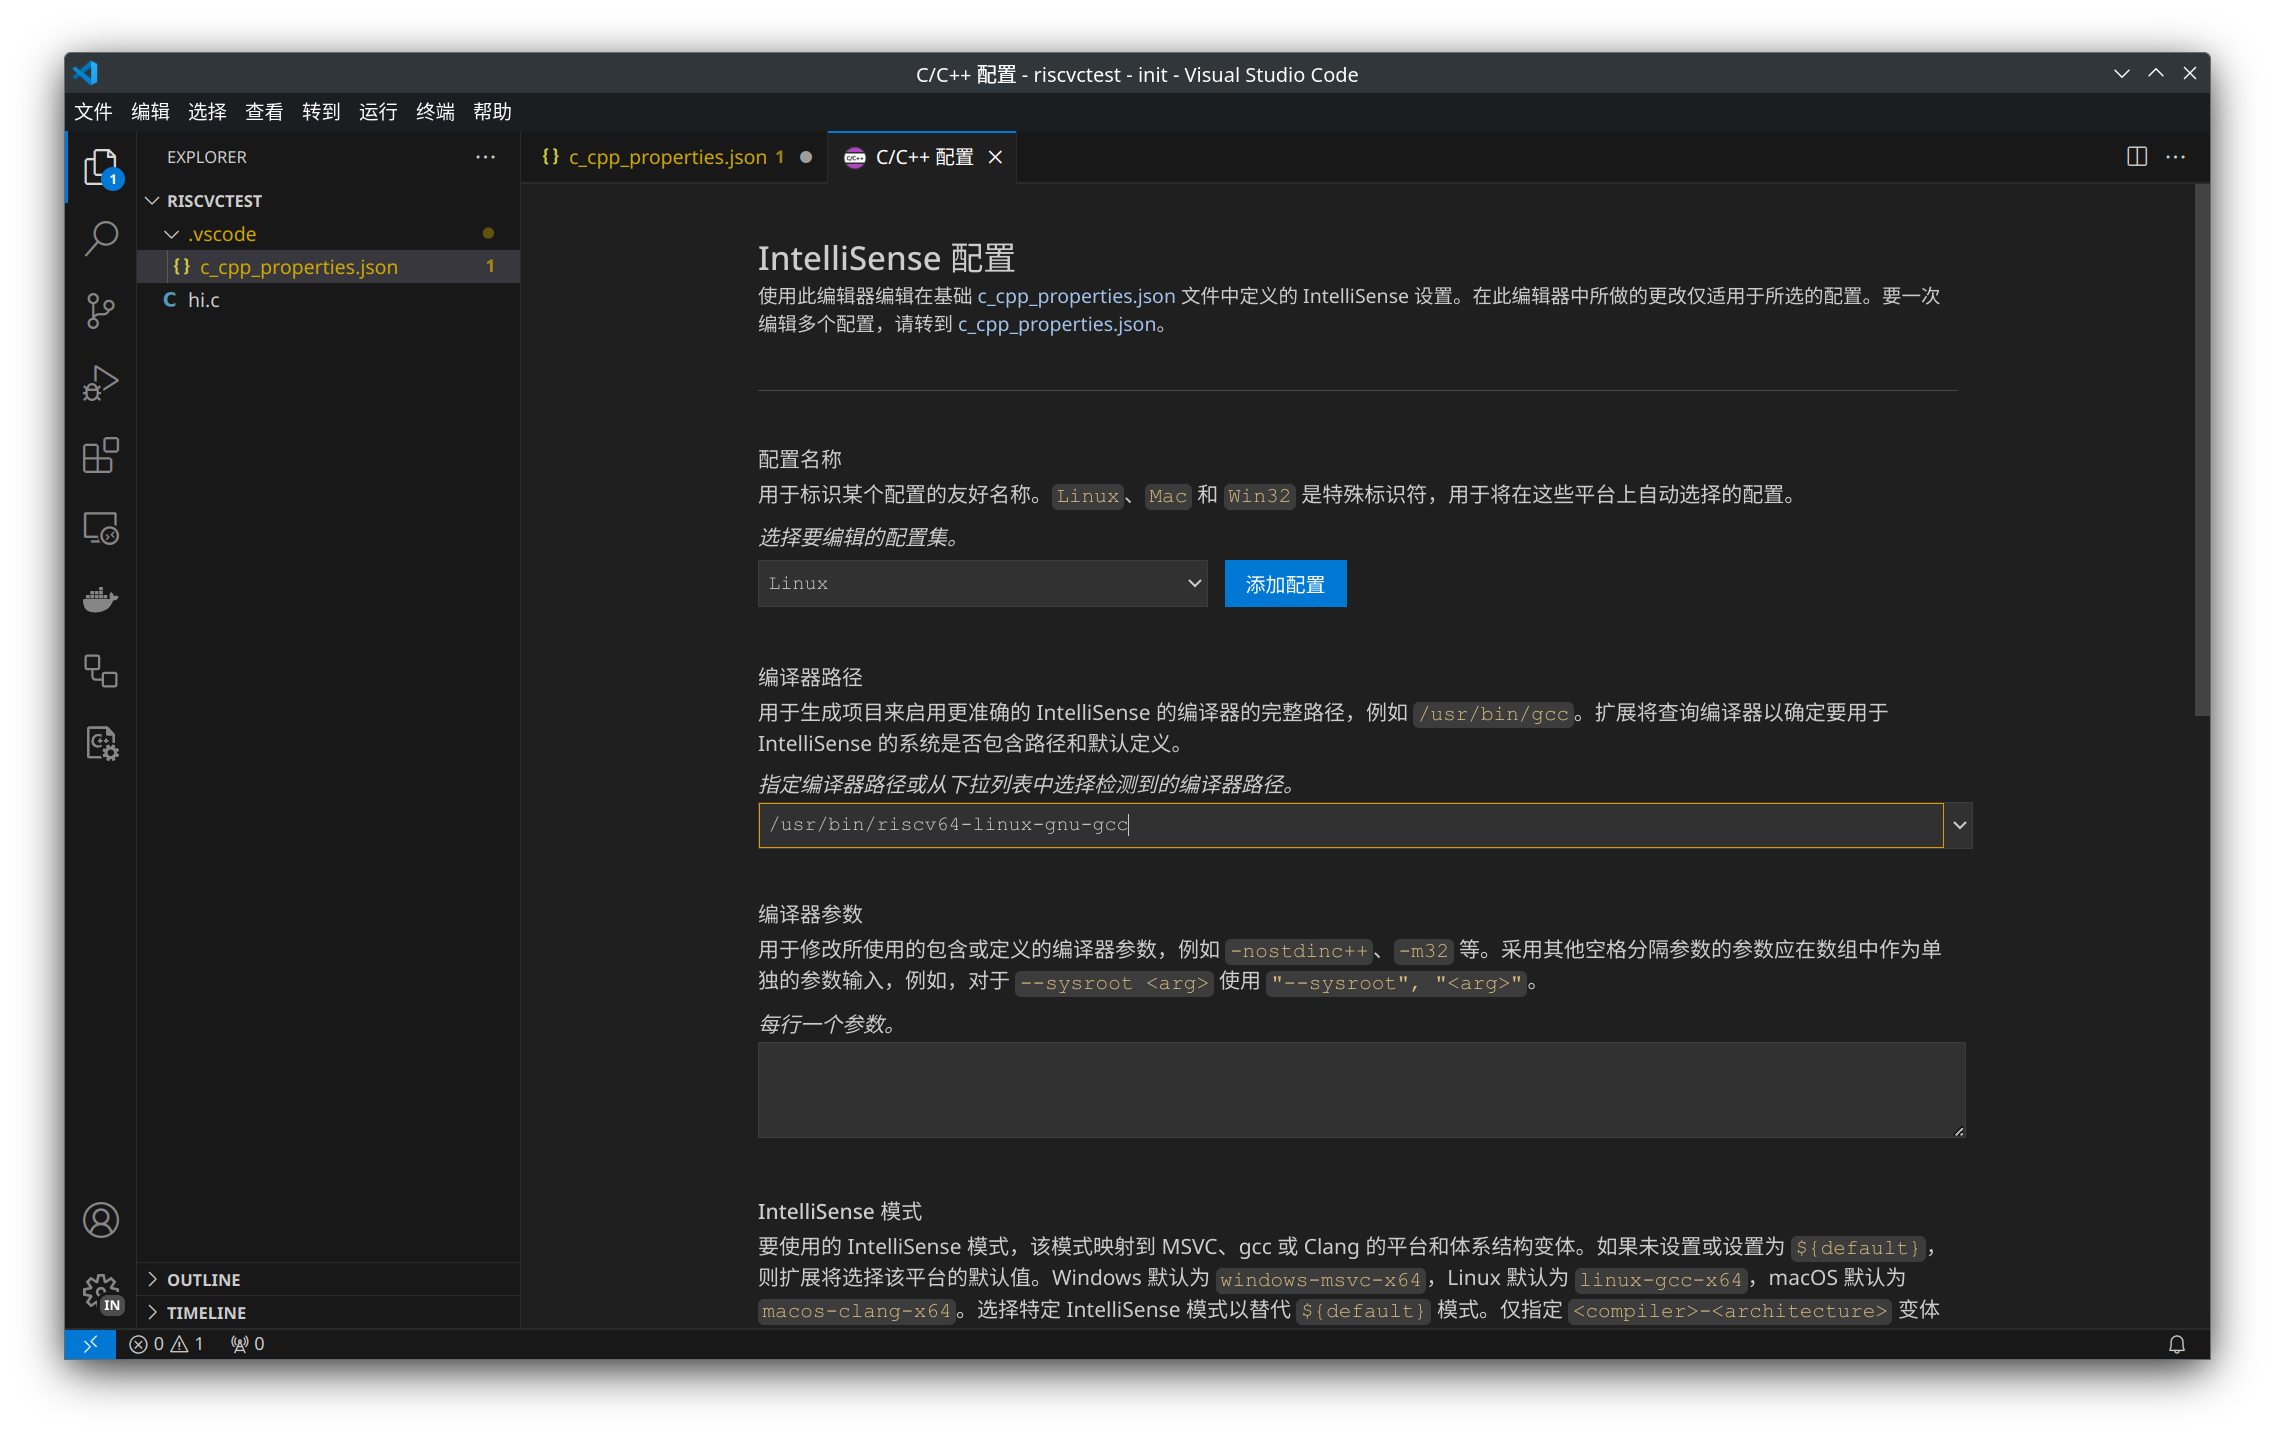 C/C++ 配置 - riscvctest - init - Visual Studio Code
文件 编辑 选择 查看 转到 运行 终端 帮助
EXPLORER
c_cpp_properties.json 1
C/C++ 配置
1
RISCVCTEST
.vscode
{} c_cpp_properties.json 1
C hi.c
IntelliSense 配置
使用此编辑器编辑在基础 c_cpp_properties.json 文件中定义的 IntelliSense 设置。在此编辑器中所做的更改仅适用于所选的配置。要一次
编辑多个配置，请转到 c_cpp_properties.json。
配置名称
用于标识某个配置的友好名称。Linux、Mac 和 Win32 是特殊标识符，用于将在这些平台上自动选择的配置。
选择要编辑的配置集。
Linux
添加配置
编译器路径
用于生成项目来启用更准确的 IntelliSense 的编译器的完整路径，例如 /usr/bin/gcc。扩展将查询编译器以确定要用于
IntelliSense 的系统是否包含路径和默认定义。
指定编译器路径或从下拉列表中选择检测到的编译器路径。
/usr/bin/riscv64-linux-gnu-gcc
编译器参数
用于修改所使用的包含或定义的编译器参数，例如 -nostdinc++、-m32 等。采用其他空格分隔参数的参数应在数组中作为单
独的参数输入，例如，对于 --sysroot <arg> 使用 "--sysroot", "<arg>"。
每行一个参数。
IntelliSense 模式
要使用的 IntelliSense 模式，该模式映射到 MSVC、gcc 或 Clang 的平台和体系结构变体。如果未设置或设置为 ${default}，
则扩展将选择该平台的默认值。Windows 默认为 windows-msvc-x64，Linux 默认为 linux-gcc-x64，macOS 默认为
macos-clang-x64。选择特定 IntelliSense 模式以替代 ${default} 模式。仅指定 <compiler>-<architecture> 变体
IN
OUTLINE
TIMELINE
0 1 0